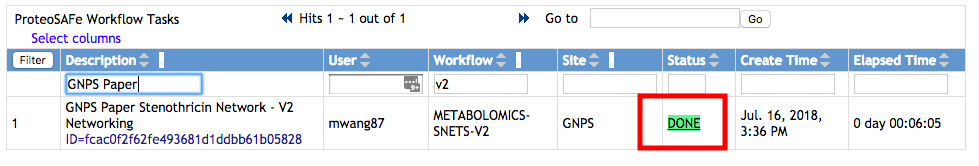 ProteoSAFe Workflow Tasks Hits 1 ~ 1 out of 1 Go to Go
Select columns
Filter Description User Workflow Site Status Create Time Elapsed Time
GNPS Paper v2
1 GNPS Paper Stenothricin Network - V2 Networking ID=fcac0f2f62fe493681d1ddbb61b05828 mwang87 METABOLOMICS-SNETS-V2 GNPS DONE Jul. 16, 2018, 3:36 PM 0 day 00:06:05